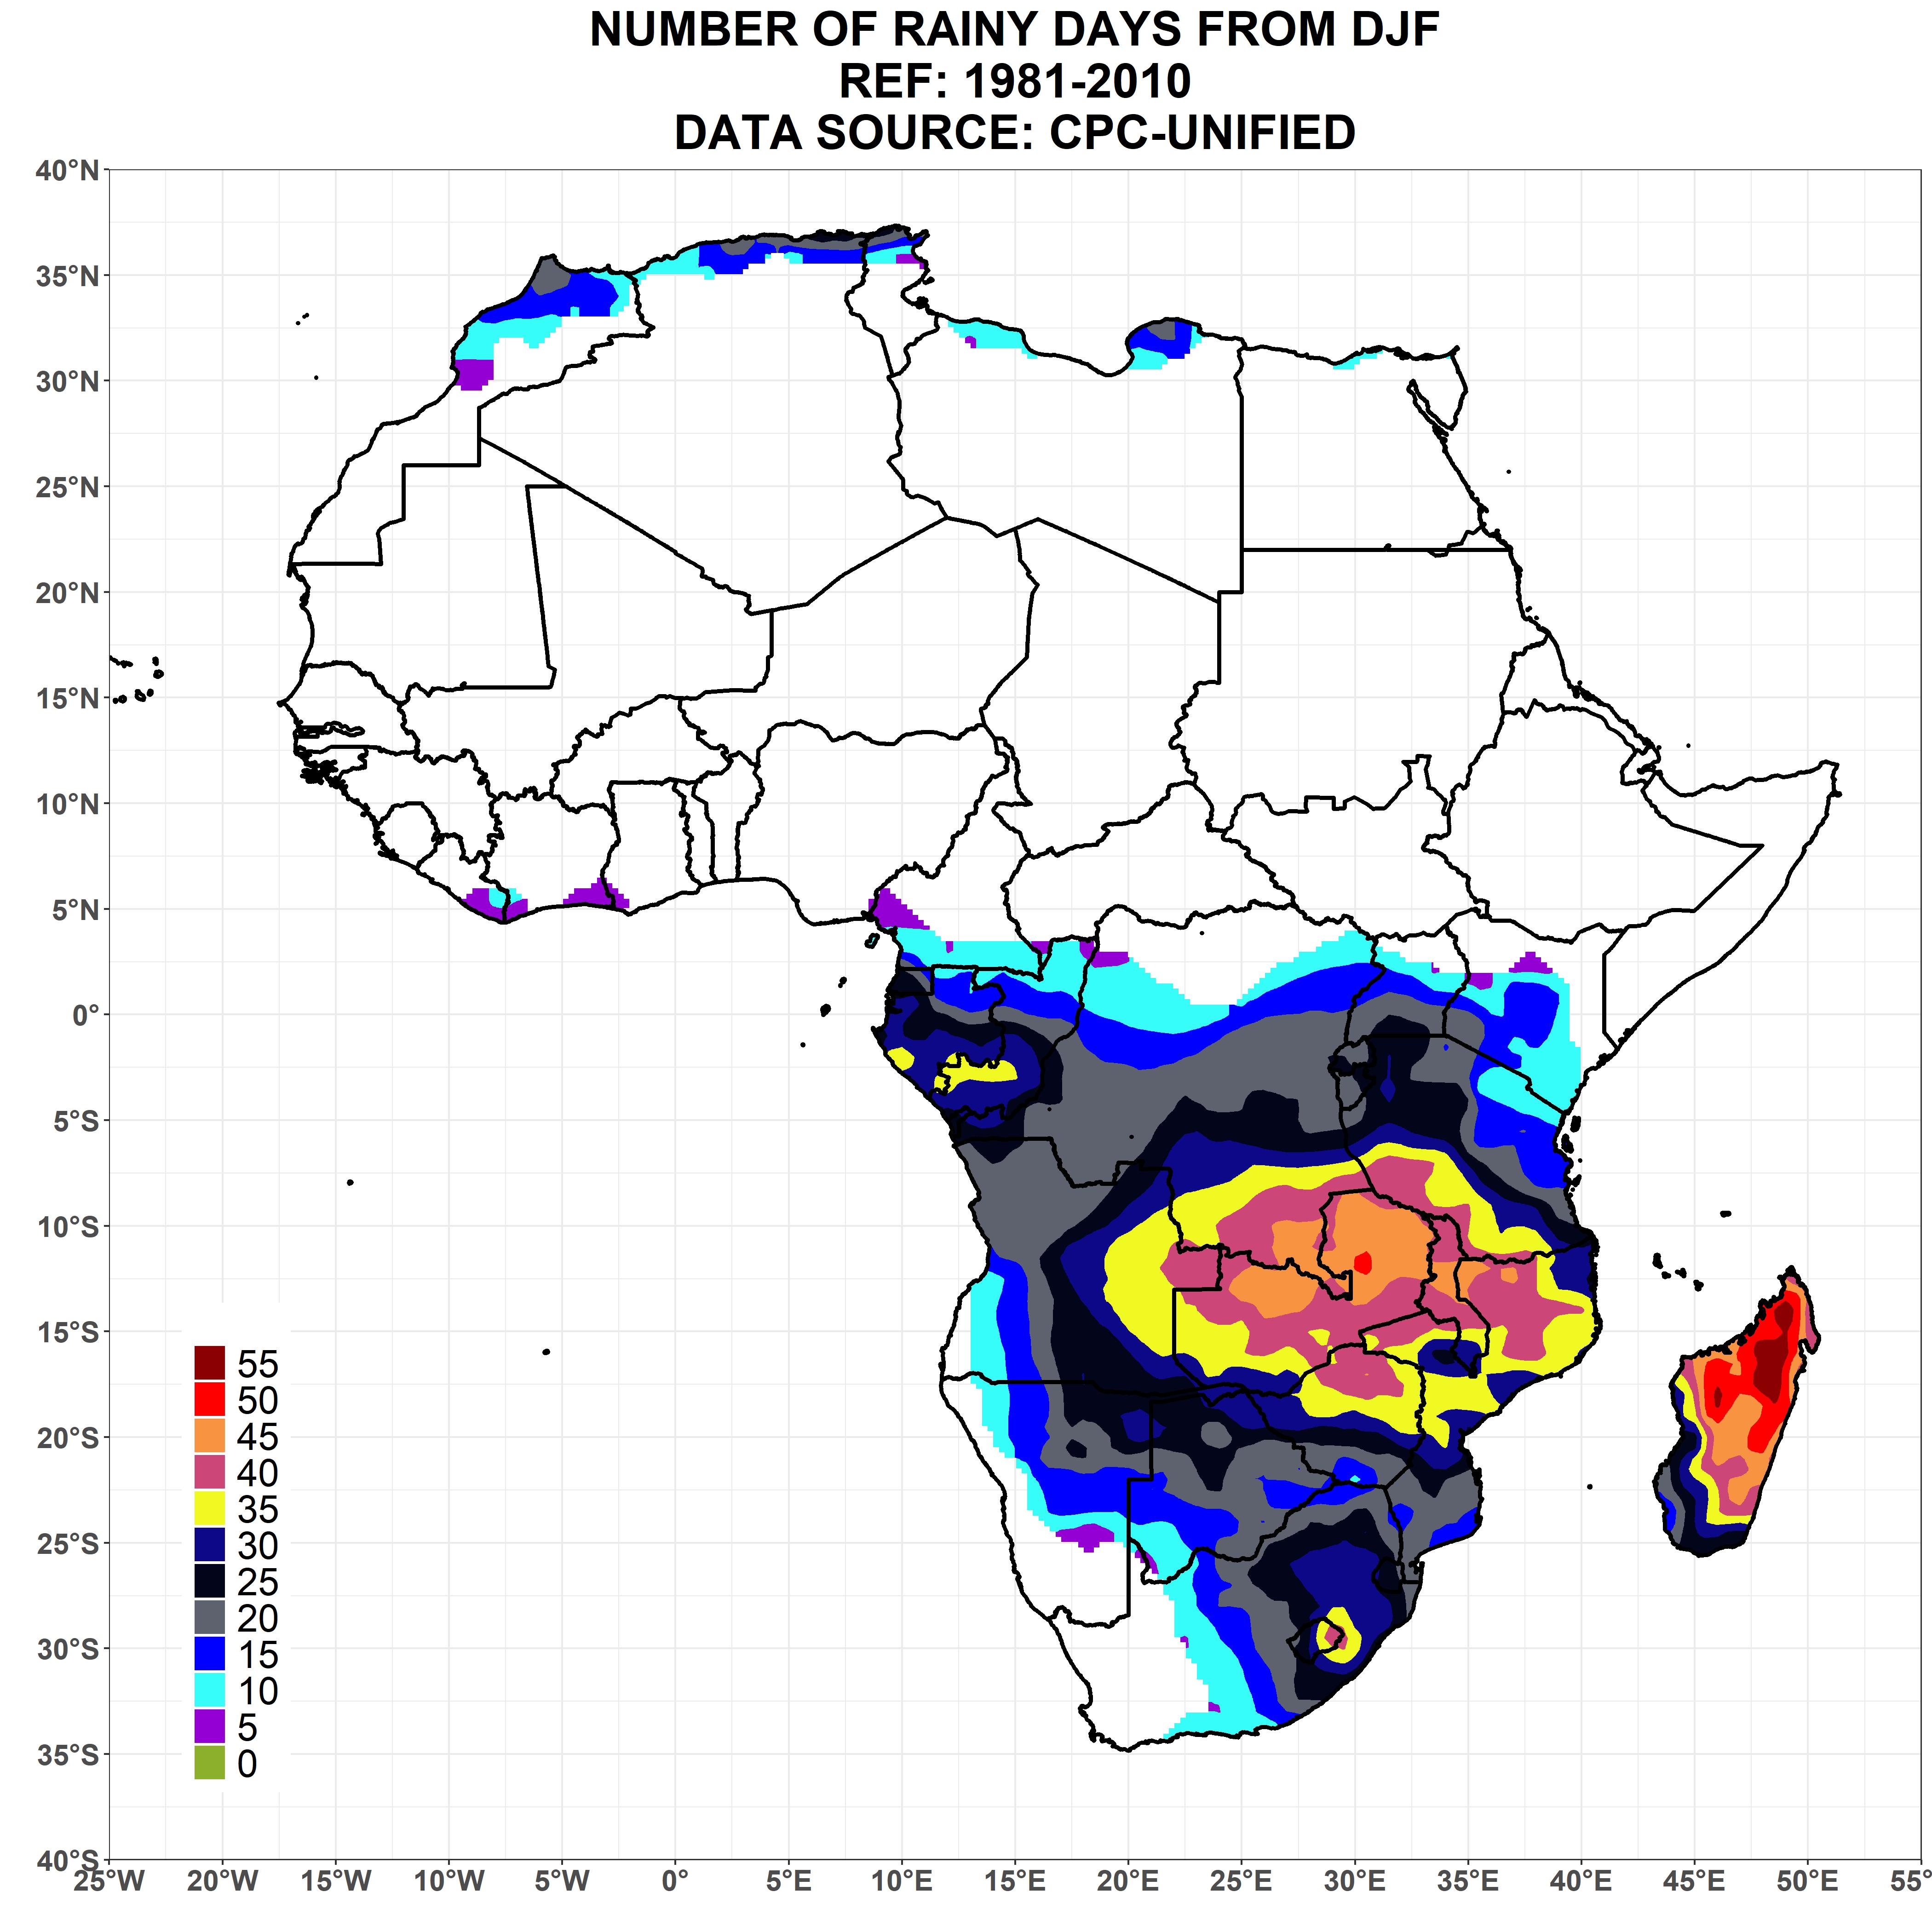 NUMBER OF RAINY DAYS FROM DJF
REF: 1981-2010
DATA SOURCE: CPC-UNIFIED
40°N
35°N
30°N
25°N
20°N
15°N
10°N
5°N
0°
5°S
10°S
15°S
20°S
25°S
30°S
35°S
40°S
55
50
45
40
35
30
25
20
15
10
5
0
25°W 20°W 15°W 10°W 5°W 0° 5°E 10°E 15°E 20°E 25°E 30°E 35°E 40°E 45°E 50°E 55°